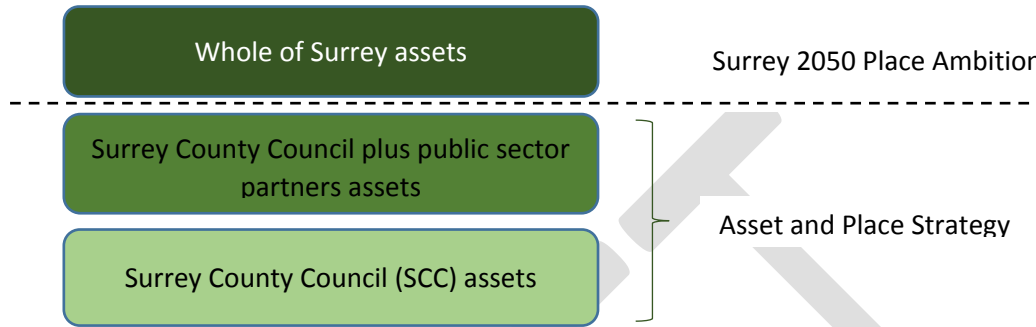 Whole of Surrey assets
Surrey 2050 Place Ambition
Surrey County Council plus public sector
partners assets
Asset and Place Strategy
Surrey County Council (SCC) assets